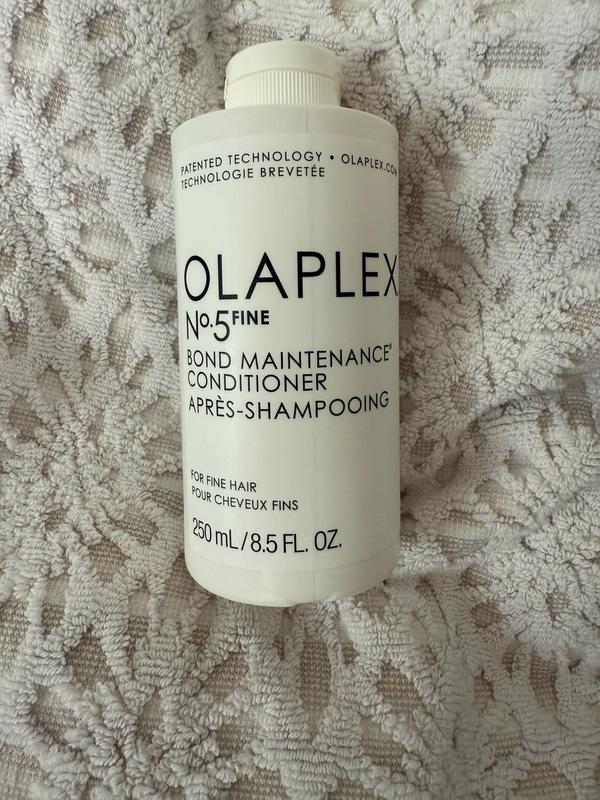 PATENTED TECHNOLOGY • OLAPLEX.COM
TECHNOLOGIE BREVETÉE
OLAPLEX
Nº.5FINE
BOND MAINTENANCE®
CONDITIONER
APRÈS-SHAMPOOING
FOR FINE HAIR
POUR CHEVEUX FINS
250 mL/8.5 FL. OZ.